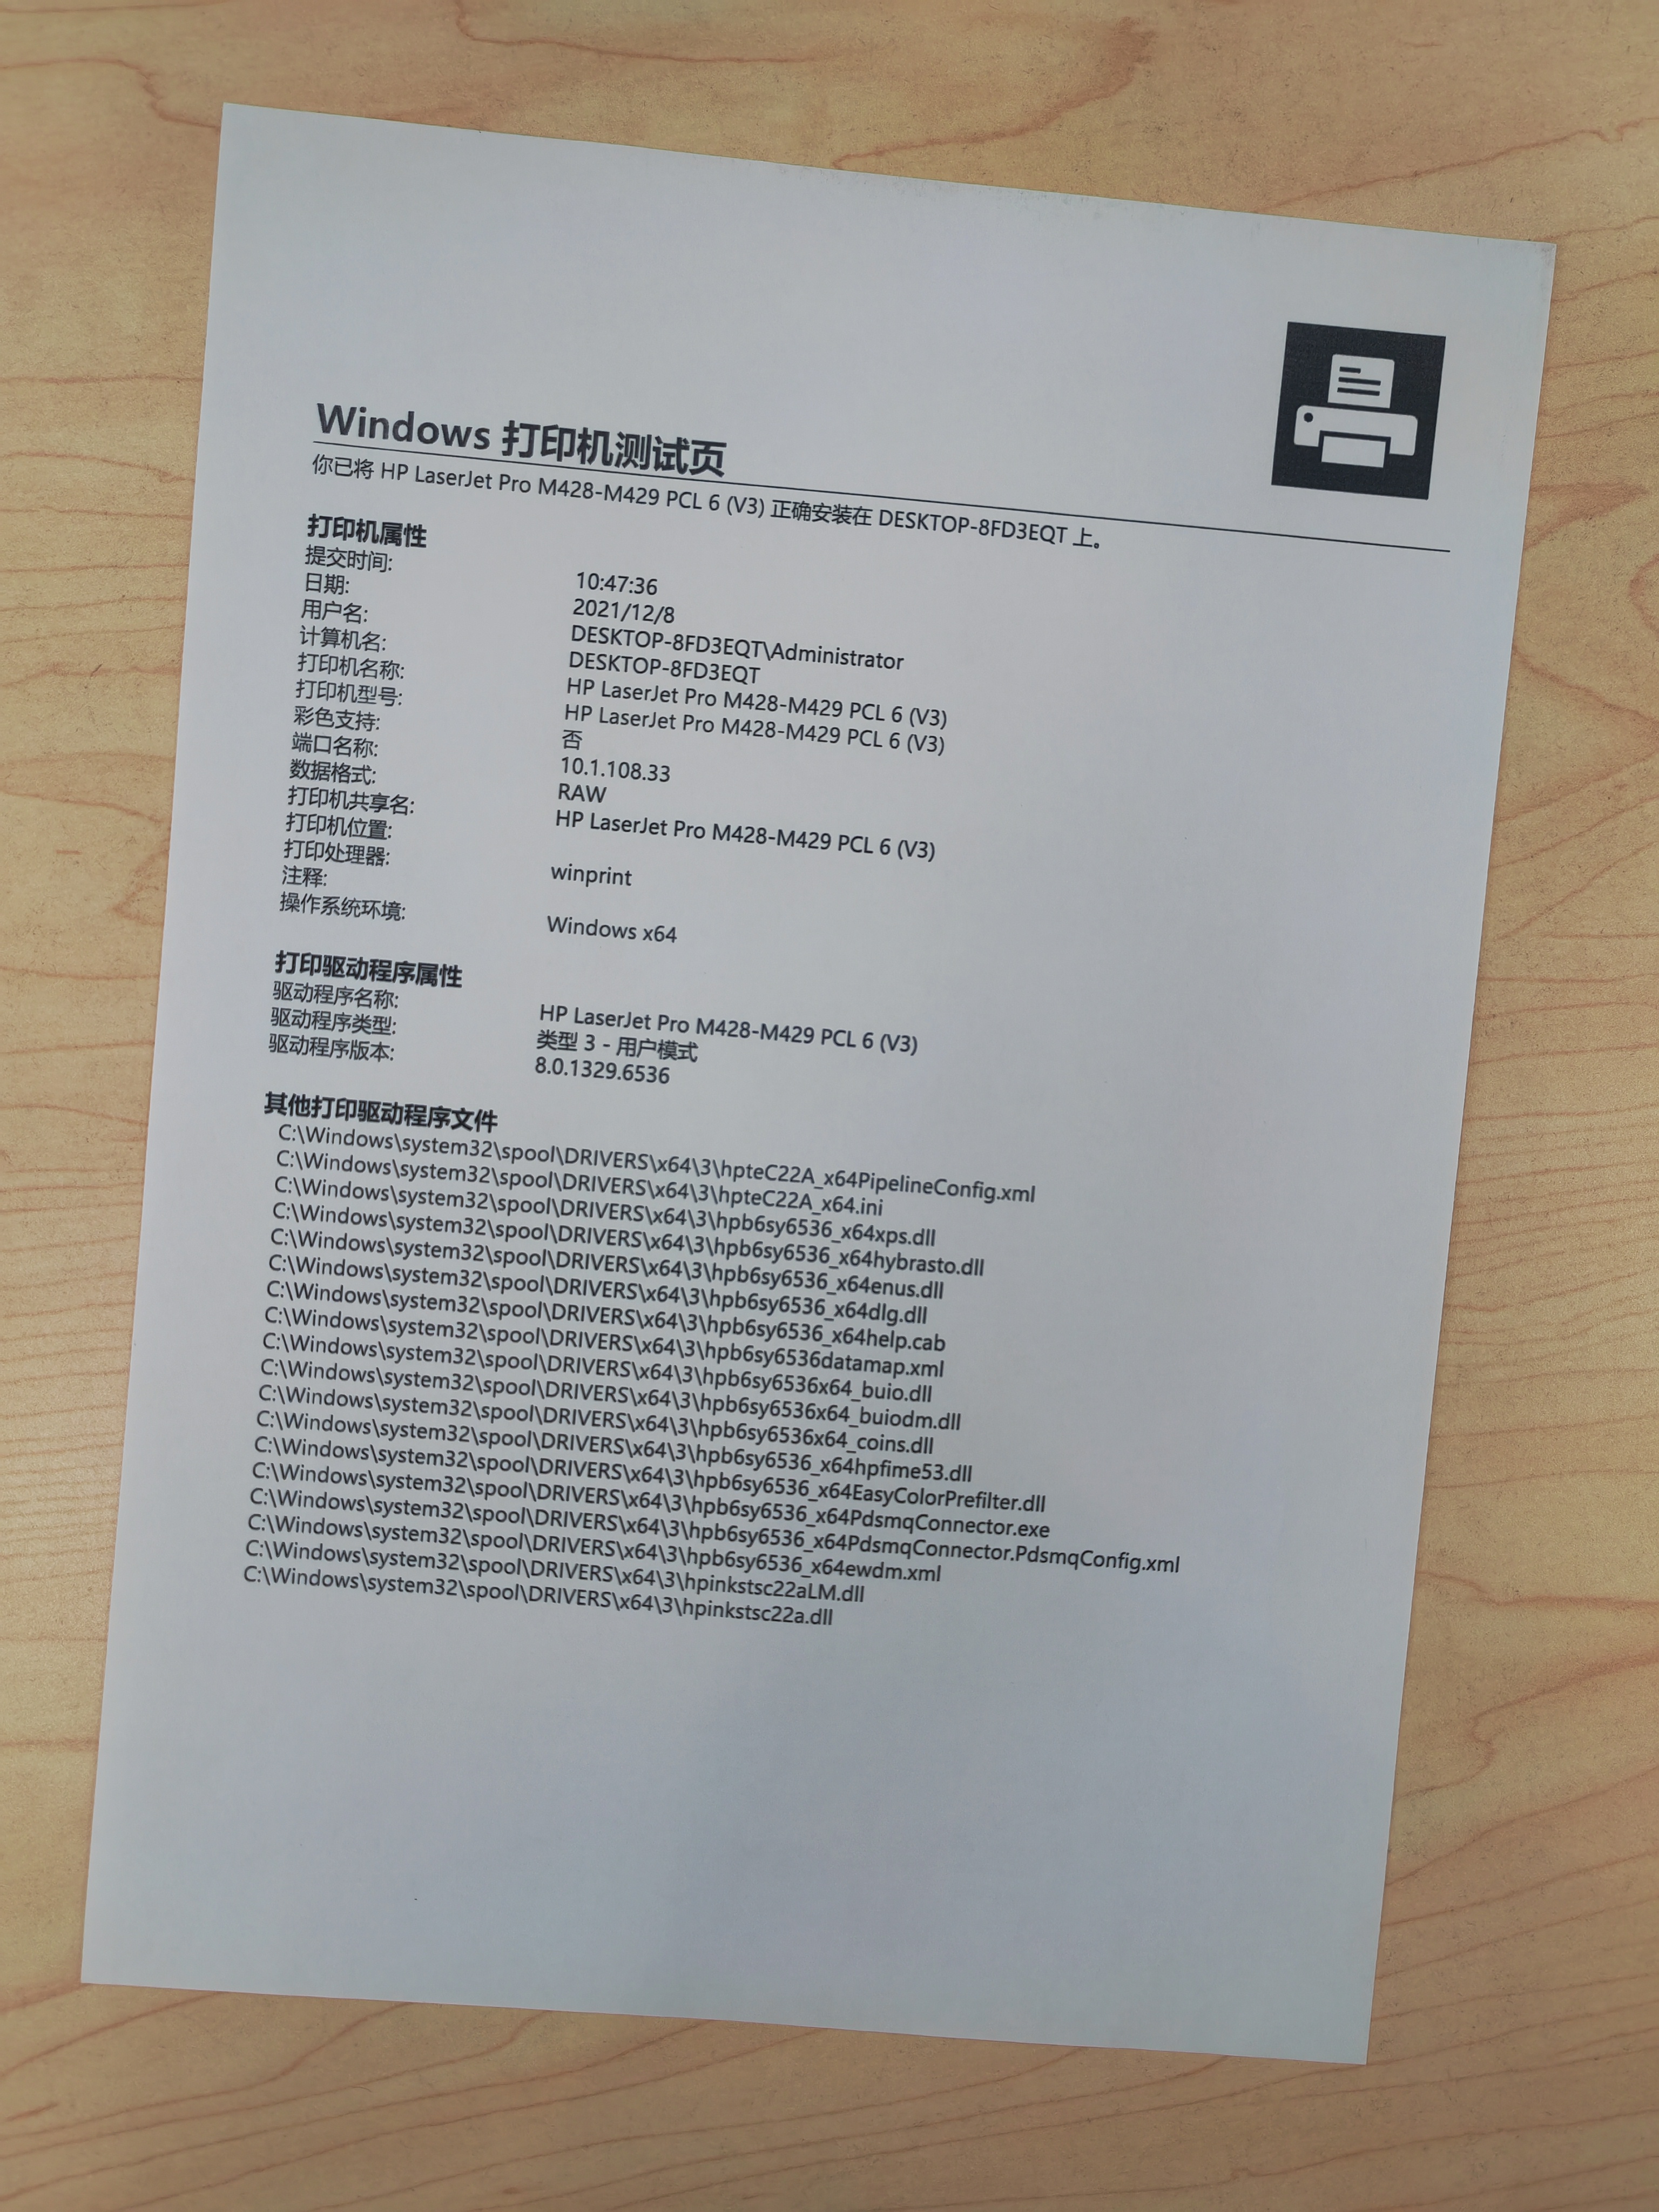 Windows 打印机测试页
你已将 HP LaserJet Pro M428-M429 PCL 6 (V3) 正确安装在 DESKTOP-8FD3EQT 上。
打印机属性
提交时间: 10:47:36
日期: 2021/12/8
用户名: DESKTOP-8FD3EQT\Administrator
计算机名: DESKTOP-8FD3EQT
打印机名称: HP LaserJet Pro M428-M429 PCL 6 (V3)
打印机型号: HP LaserJet Pro M428-M429 PCL 6 (V3)
彩色支持: 否
端口名称: 10.1.108.33
数据格式: RAW
打印机共享名: HP LaserJet Pro M428-M429 PCL 6 (V3)
打印机位置:
打印处理器: winprint
注释:
操作系统环境: Windows x64
打印驱动程序属性
驱动程序名称: HP LaserJet Pro M428-M429 PCL 6 (V3)
驱动程序类型: 类型 3 - 用户模式
驱动程序版本: 8.0.1329.6536
其他打印驱动程序文件
C:\Windows\system32\spool\DRIVERS\x64\3\hpteC22A_x64PipelineConfig.xml
C:\Windows\system32\spool\DRIVERS\x64\3\hpteC22A_x64.ini
C:\Windows\system32\spool\DRIVERS\x64\3\hpb6sy6536_x64xps.dll
C:\Windows\system32\spool\DRIVERS\x64\3\hpb6sy6536_x64hybrasto.dll
C:\Windows\system32\spool\DRIVERS\x64\3\hpb6sy6536_x64enus.dll
C:\Windows\system32\spool\DRIVERS\x64\3\hpb6sy6536_x64dlg.dll
C:\Windows\system32\spool\DRIVERS\x64\3\hpb6sy6536_x64help.cab
C:\Windows\system32\spool\DRIVERS\x64\3\hpb6sy6536datamap.xml
C:\Windows\system32\spool\DRIVERS\x64\3\hpb6sy6536x64_buio.dll
C:\Windows\system32\spool\DRIVERS\x64\3\hpb6sy6536x64_buiodm.dll
C:\Windows\system32\spool\DRIVERS\x64\3\hpb6sy6536x64_coins.dll
C:\Windows\system32\spool\DRIVERS\x64\3\hpb6sy6536_x64hpfime53.dll
C:\Windows\system32\spool\DRIVERS\x64\3\hpb6sy6536_x64EasyColorPrefilter.dll
C:\Windows\system32\spool\DRIVERS\x64\3\hpb6sy6536_x64PdsmqConnector.exe
C:\Windows\system32\spool\DRIVERS\x64\3\hpb6sy6536_x64PdsmqConnector.PdsmqConfig.xml
C:\Windows\system32\spool\DRIVERS\x64\3\hpb6sy6536_x64ewdm.xml
C:\Windows\system32\spool\DRIVERS\x64\3\hpinkstsc22aLM.dll
C:\Windows\system32\spool\DRIVERS\x64\3\hpinkstsc22a.dll